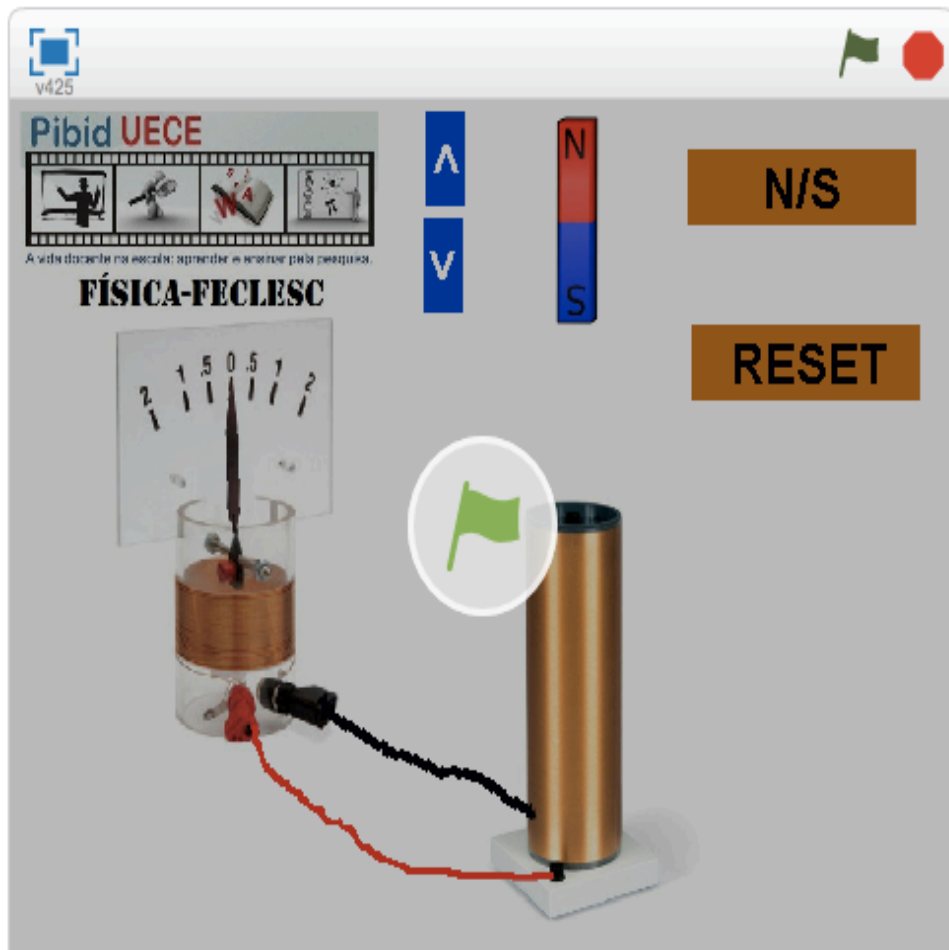 v425
Pibid UECE
A vida docente na escola: aprender e ensinar pela pesquisa.
FÍSICA-FECLESC
^
v
N
S
N/S
RESET
2 1 .5 0 .5 1 2